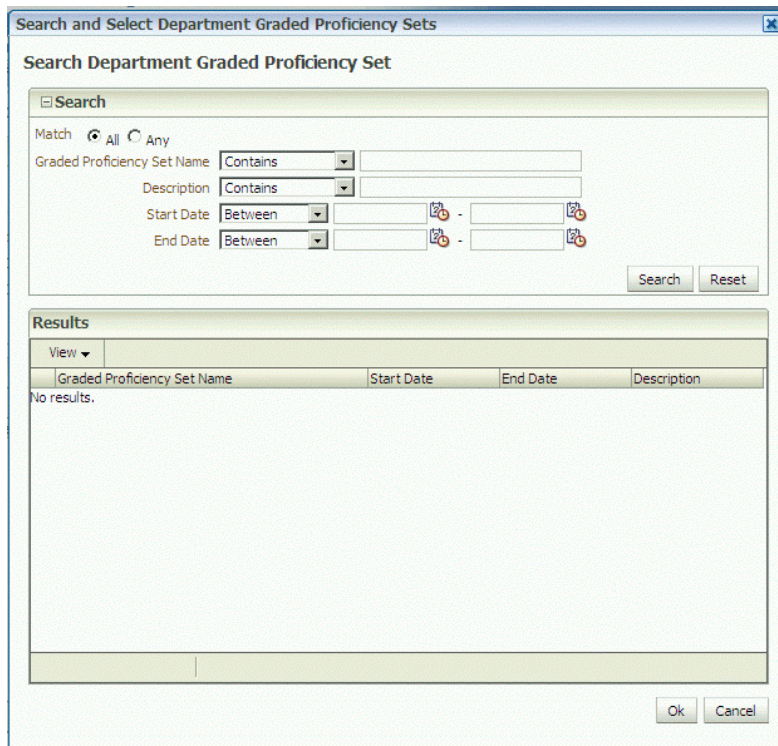 Search and Select Department Graded Proficiency Sets
Search Department Graded Proficiency Set
Search
Match All Any
Graded Proficiency Set Name Contains
Description Contains
Start Date Between -
End Date Between -
Search Reset
Results
View
Graded Proficiency Set Name Start Date End Date Description
No results.
Ok Cancel